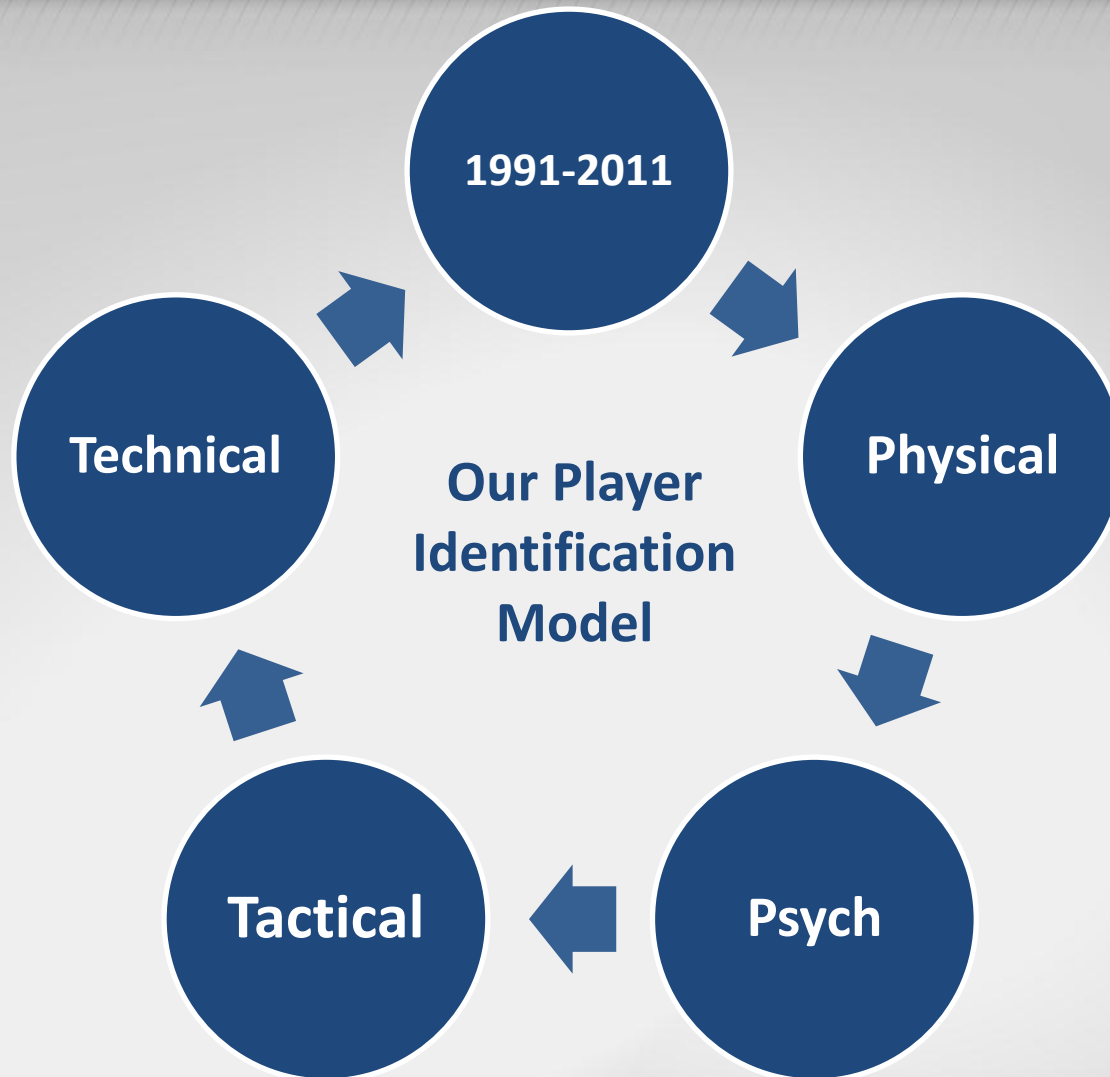 1991-2011
Technical
Physical
Our Player
Identification
Model
Tactical
Psych